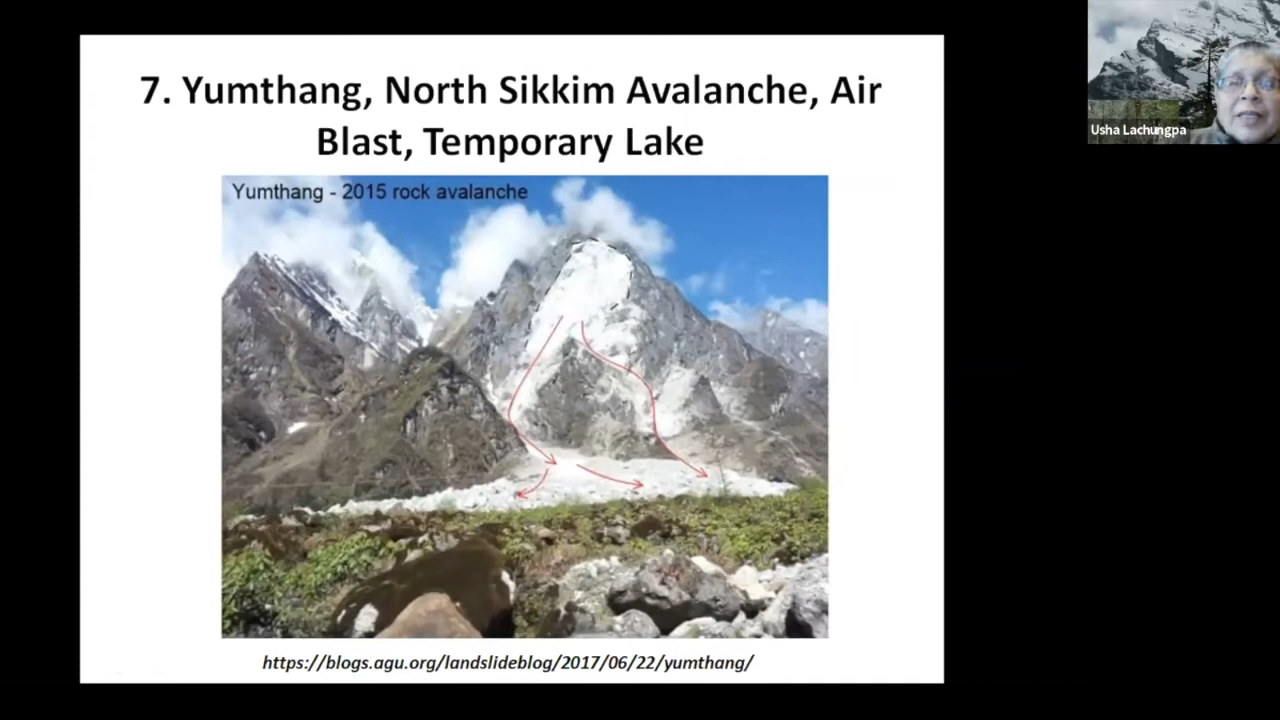 7. Yumthang, North Sikkim Avalanche, Air
Blast, Temporary Lake
Yumthang - 2015 rock avalanche
https://blogs.agu.org/landslideblog/2017/06/22/yumthang/
Usha Lachungpa